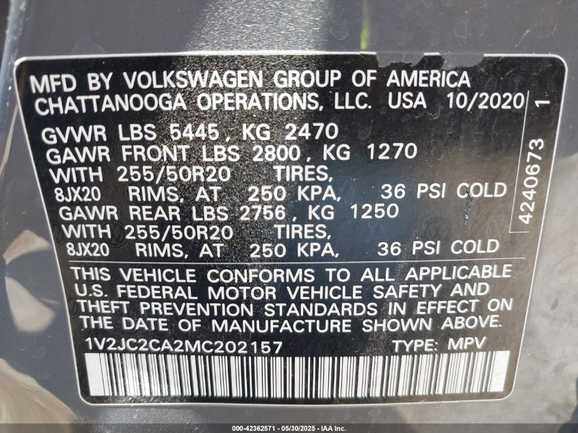 MFD BY VOLKSWAGEN GROUP OF AMERICA
CHATTANOOGA OPERATIONS, LLC. USA 10/2020
GVWR LBS 5445, KG 2470
GAWR FRONT LBS 2800, KG 1270
WITH 255/50R20 TIRES,
8JX20 RIMS, AT 250 KPA, 36 PSI COLD
GAWR REAR LBS 2756, KG 1250
WITH 255/50R20 TIRES,
8JX20 RIMS, AT 250 KPA, 36 PSI COLD
THIS VEHICLE CONFORMS TO ALL APPLICABLE
U.S. FEDERAL MOTOR VEHICLE SAFETY AND
THEFT PREVENTION STANDARDS IN EFFECT ON
THE DATE OF MANUFACTURE SHOWN ABOVE.
1V2JC2CA2MC202157 TYPE: MPV
4240673 1
000-42362571 - 05/30/2025 - IAA, Inc.